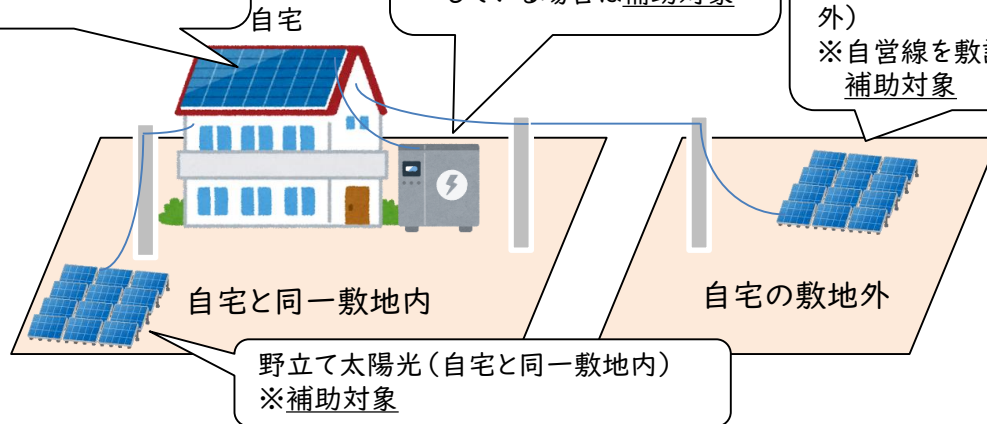 自宅
している場合は補助対象
外）
※自営線を敷設
補助対象
自宅と同一敷地内
自宅の敷地外
野立て太陽光（自宅と同一敷地内）
※補助対象